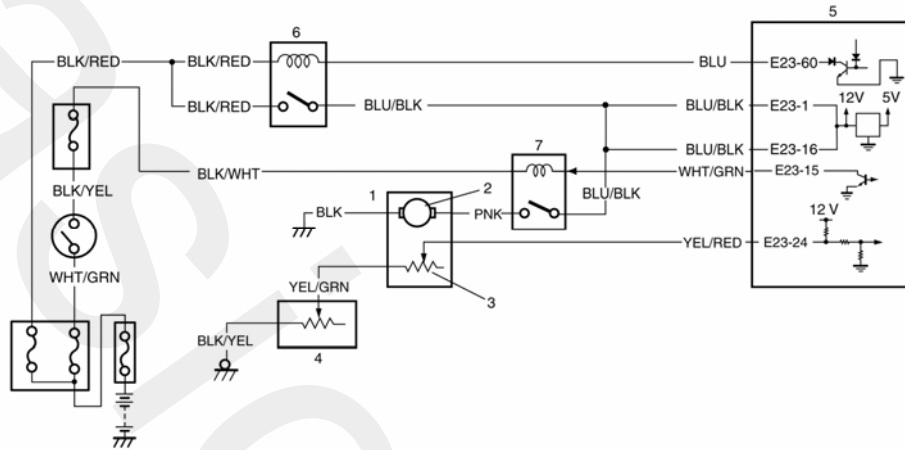 5
6
BLK/RED BLK/RED BLU E23-60
BLK/RED BLU/BLK BLU/BLK E23-1 12V 5V
7
BLU/BLK E23-16
BLK/WHT WHT/GRN E23-15
BLK/YEL 1 2 BLU/BLK
BLK PNK 12 V
YEL/RED E23-24
WHT/GRN
YEL/GRN 3
BLK/YEL
4